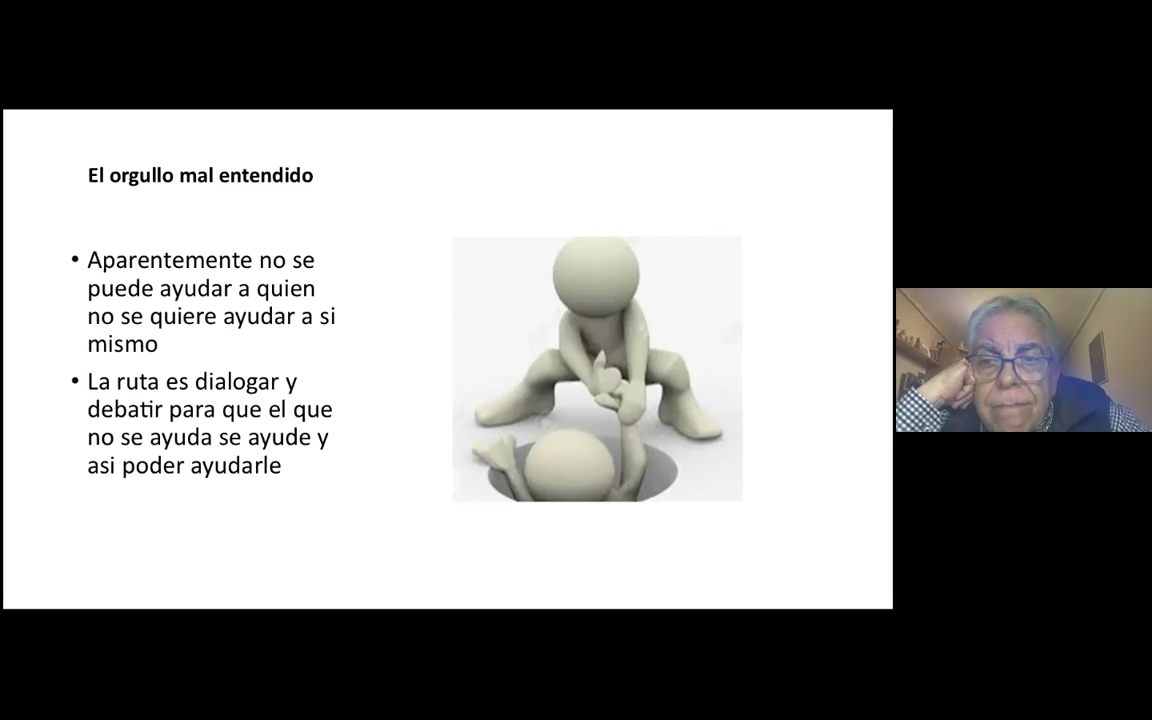 El orgullo mal entendido
• Aparentemente no se
puede ayudar a quien
no se quiere ayudar a si
mismo
• La ruta es dialogar y
debatir para que el que
no se ayuda se ayude y
asi poder ayudarle